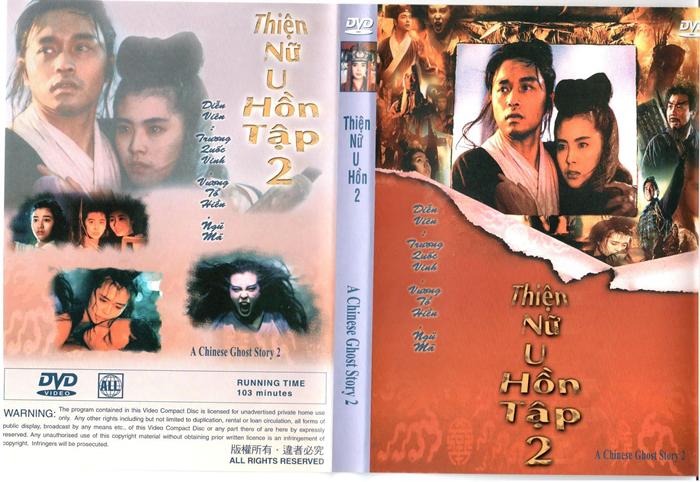 Thiện
Nữ
U
Hồn
Tập
2
Diễn
Viên
:
Trương
Quốc
Vinh
Vương
Tổ
Hiền
Ngũ
Mã
A Chinese Ghost Story 2
DVD
VIDEO
ALL
RUNNING TIME
103 minutes
WARNING: The program contained in this Video Compact Disc is licensed for unadvertised private home use
only. Any other rights including but not limited to duplication, rental or loan circulation, all forms of
public display, broadcast by any means etc., of this Video Compact Disc or any part there of are here by expressly
reserved. Any unauthorised use of this copyright material without obtaining prior written licence is an infringement of
copyright. Infringers will be prosecuted.
版權所有·違者必究
ALL RIGHTS RESERVED
DVD
VIDEO
Thiện
Nữ
U
Hồn
2
A Chinese Ghost Story 2
DVD
VIDEO
Diễn
Viên
:
Trương
Quốc
Vinh
Vương
Tổ
Hiền
Ngũ
Mã
Thiện
Nữ
U
Hồn
Tập
2
A Chinese Ghost Story 2